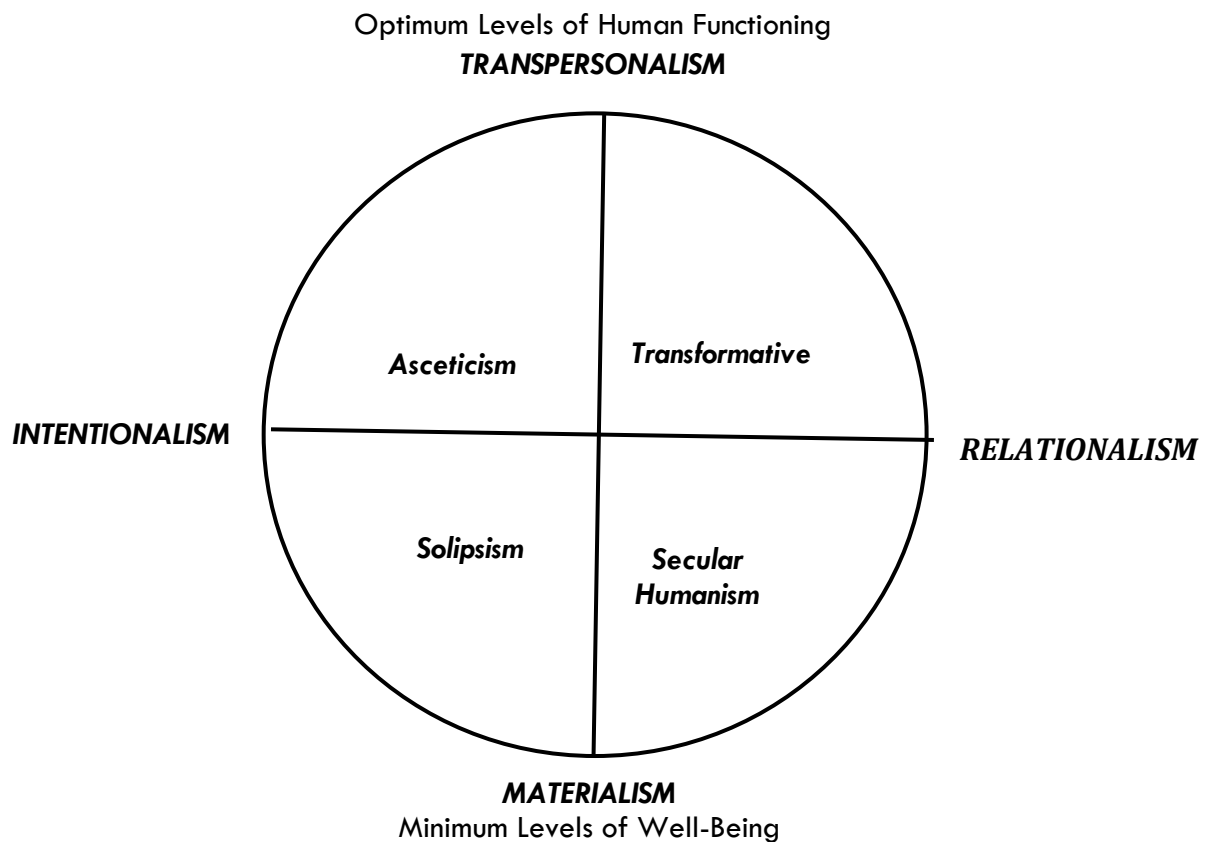 Optimum Levels of Human Functioning
TRANSPERSONALISM
Asceticism
Transformative
INTENTIONALISM
RELATIONALISM
Solipsism
Secular
Humanism
MATERIALISM
Minimum Levels of Well-Being